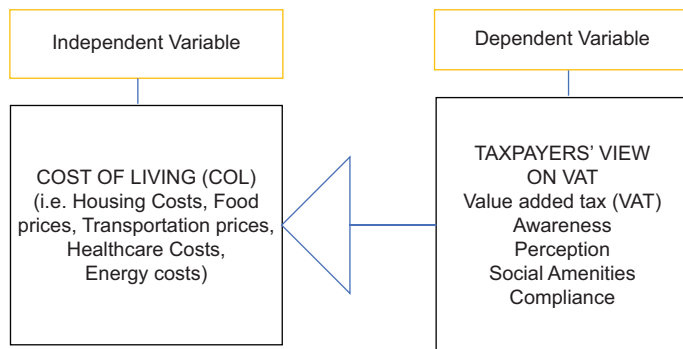 Independent Variable
Dependent Variable
COST OF LIVING (COL)
(i.e. Housing Costs, Food
prices, Transportation prices,
Healthcare Costs,
Energy costs)
TAXPAYERS' VIEW
ON VAT
Value added tax (VAT)
Awareness
Perception
Social Amenities
Compliance